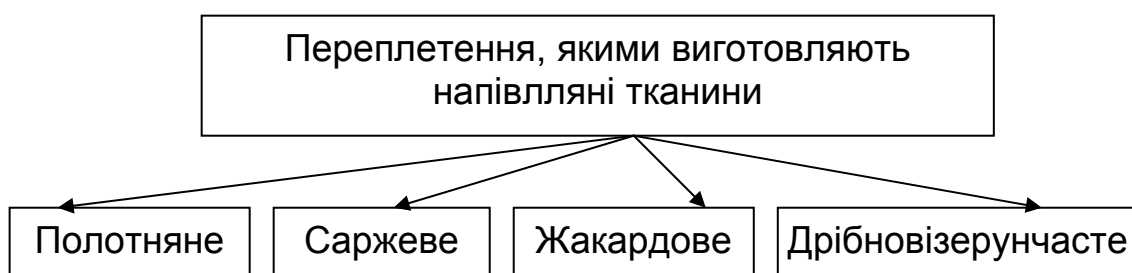 Переплетення, якими виготовляють
напівлляні тканини
Полотняне
Саржеве
Жакардове
Дрібновізерунчасте